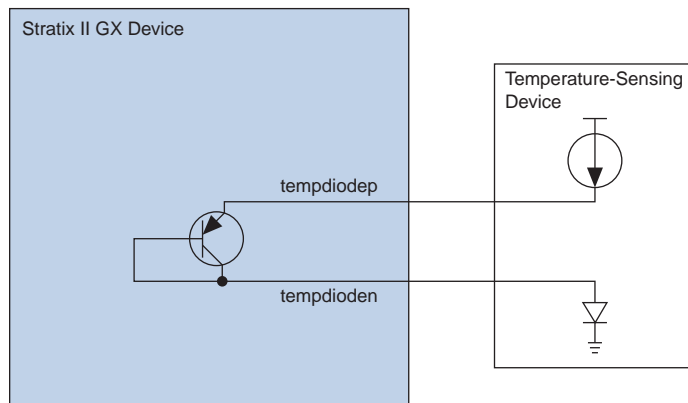 Stratix II GX Device
Temperature-Sensing
Device
tempdiodep
tempdioden